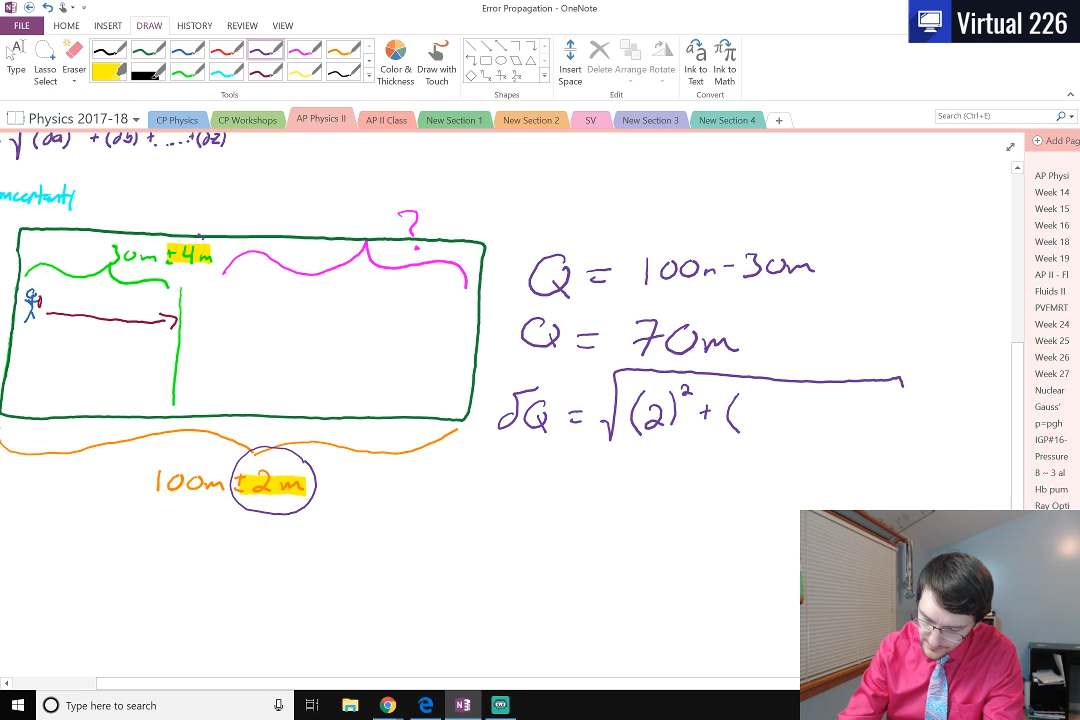 Error Propagation - OneNote
Virtual 226
FILE HOME INSERT DRAW HISTORY REVIEW VIEW
Type
Lasso Select
Eraser
Color & Thickness
Draw with Touch
Insert Space
Delete
Arrange
Rotate
Ink to Text
Ink to Math
Tools Shapes Edit Convert
Physics 2017-18
CP Physics
CP Workshops
AP Physics II
AP II Class
New Section 1
New Section 2
SV
New Section 3
New Section 4
+
Search (Ctrl+E)
Add Pag
AP Physi
Week 14
Week 15
Week 16
Week 18
Week 19
AP II - Fl
Fluids II
PVFMRT
Week 24
Week 25
Week 26
Week 27
Nuclear
Gauss'
p=pgh
IGP#16-
Pressure
B ~ 3 al
Hb pum
Ray Opti
√(δa) + (δb) + ..... + (δz)
uncertainty
30m ± 4m
?
100m ± 2m
Q = 100m - 30m
Q = 70m
δQ = √(2)² + (
Type here to search